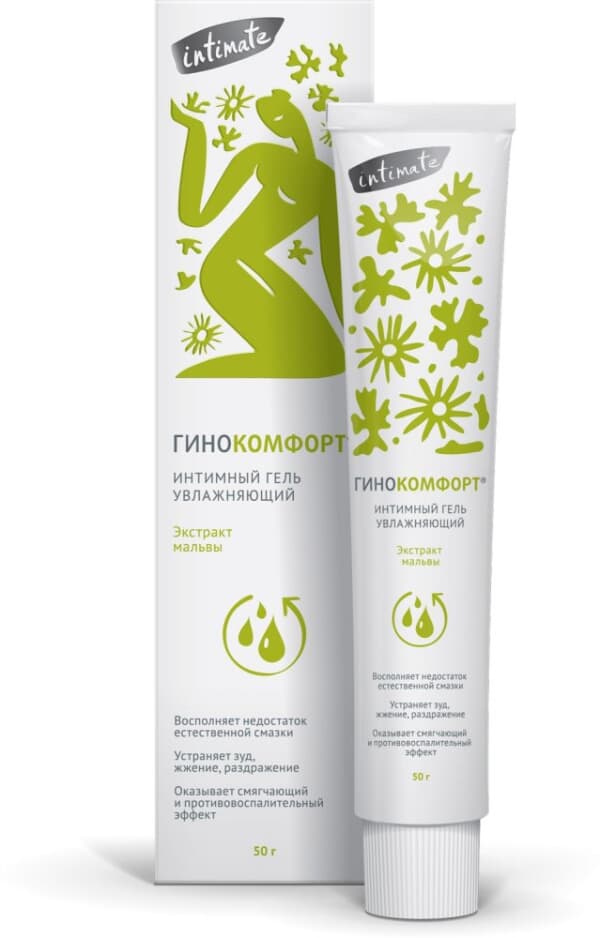 intimate
ГИНОКОМФОРТ
ИНТИМНЫЙ ГЕЛЬ
УВЛАЖНЯЮЩИЙ
Экстракт
мальвы
Восполняет недостаток
естественной смазки
Устраняет зуд,
жжение, раздражение
Оказывает смягчающий
и противовоспалительный
эффект
50 г
intimate
ГИНОКОМФОРТ®
ИНТИМНЫЙ ГЕЛЬ
УВЛАЖНЯЮЩИЙ
Экстракт
мальвы
Восполняет недостаток
естественной смазки
Устраняет зуд,
жжение, раздражение
Оказывает смягчающий
и противовоспалительный
эффект
50 г